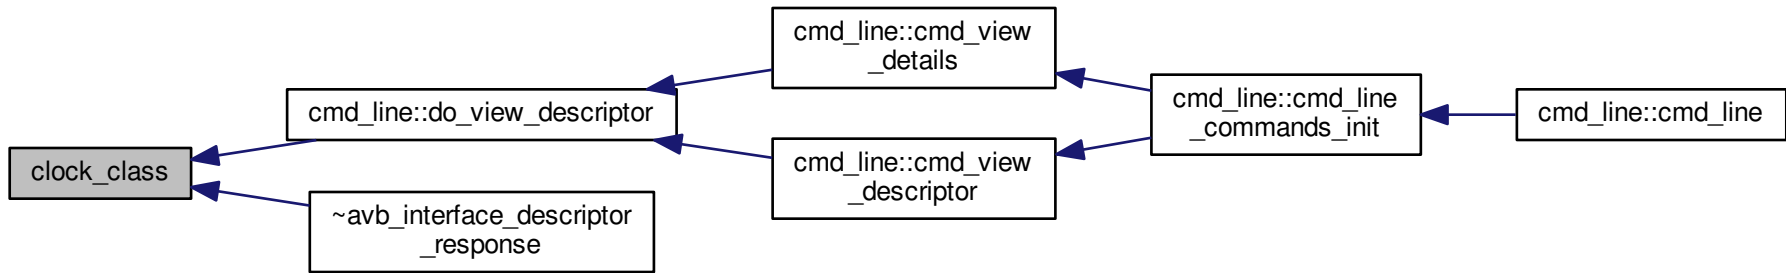 clock_class
cmd_line::do_view_descriptor
~avb_interface_descriptor
_response
cmd_line::cmd_view
_details
cmd_line::cmd_view
_descriptor
cmd_line::cmd_line
_commands_init
cmd_line::cmd_line